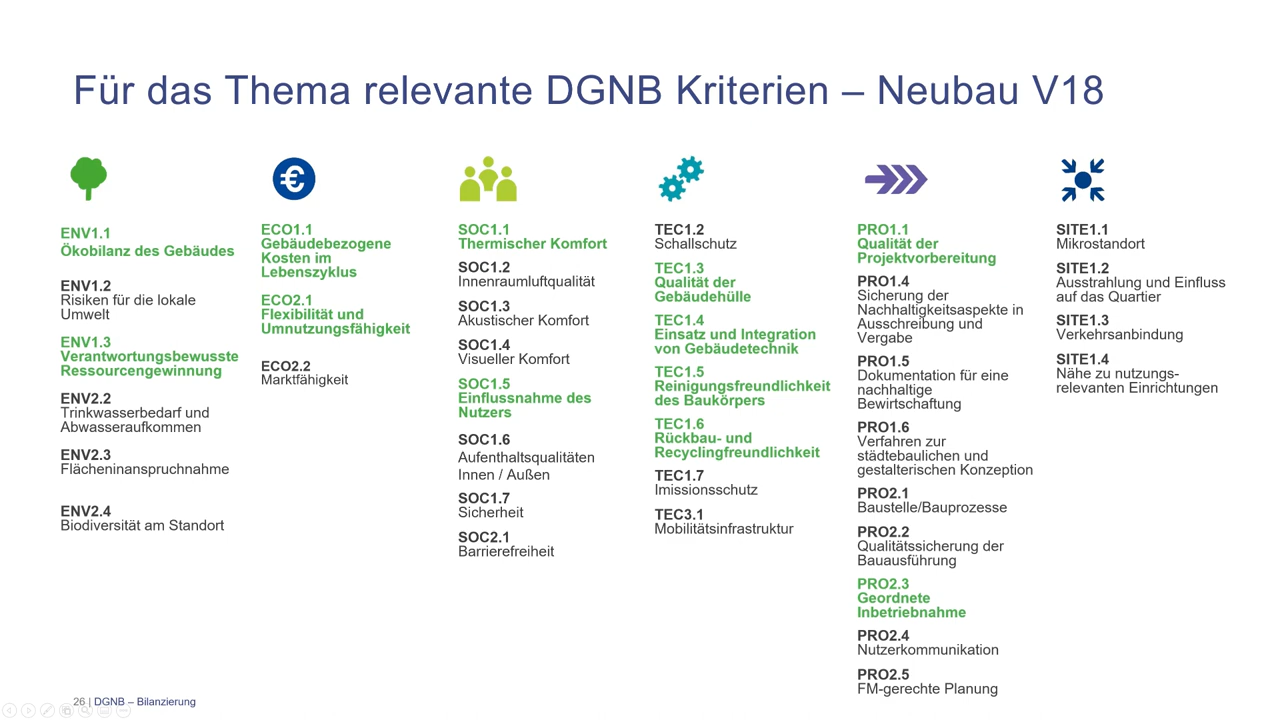 Für das Thema relevante DGNB Kriterien – Neubau V18
€
ENV1.1
Ökobilanz des Gebäudes
ENV1.2
Risiken für die lokale
Umwelt
ENV1.3
Verantwortungsbewusste
Ressourcengewinnung
ENV2.2
Trinkwasserbedarf und
Abwasseraufkommen
ENV2.3
Flächeninanspruchnahme
ENV2.4
Biodiversität am Standort
ECO1.1
Gebäudebezogene
Kosten im
Lebenszyklus
ECO2.1
Flexibilität und
Umnutzungsfähigkeit
ECO2.2
Marktfähigkeit
SOC1.1
Thermischer Komfort
SOC1.2
Innenraumluftqualität
SOC1.3
Akustischer Komfort
SOC1.4
Visueller Komfort
SOC1.5
Einflussnahme des
Nutzers
SOC1.6
Aufenthaltsqualitäten
Innen / Außen
SOC1.7
Sicherheit
SOC2.1
Barrierefreiheit
TEC1.2
Schallschutz
TEC1.3
Qualität der
Gebäudehülle
TEC1.4
Einsatz und Integration
von Gebäudetechnik
TEC1.5
Reinigungsfreundlichkeit
des Baukörpers
TEC1.6
Rückbau- und
Recyclingfreundlichkeit
TEC1.7
Imissionsschutz
TEC3.1
Mobilitätsinfrastruktur
PRO1.1
Qualität der
Projektvorbereitung
PRO1.4
Sicherung der
Nachhaltigkeitsaspekte in
Ausschreibung und
Vergabe
PRO1.5
Dokumentation für eine
nachhaltige
Bewirtschaftung
PRO1.6
Verfahren zur
städtebaulichen und
gestalterischen Konzeption
PRO2.1
Baustelle/Bauprozesse
PRO2.2
Qualitätssicherung der
Bauausführung
PRO2.3
Geordnete
Inbetriebnahme
PRO2.4
Nutzerkommunikation
PRO2.5
FM-gerechte Planung
SITE1.1
Mikrostandort
SITE1.2
Ausstrahlung und Einfluss
auf das Quartier
SITE1.3
Verkehrsanbindung
SITE1.4
Nähe zu nutzungs-
relevanten Einrichtungen
26 | DGNB – Bilanzierung